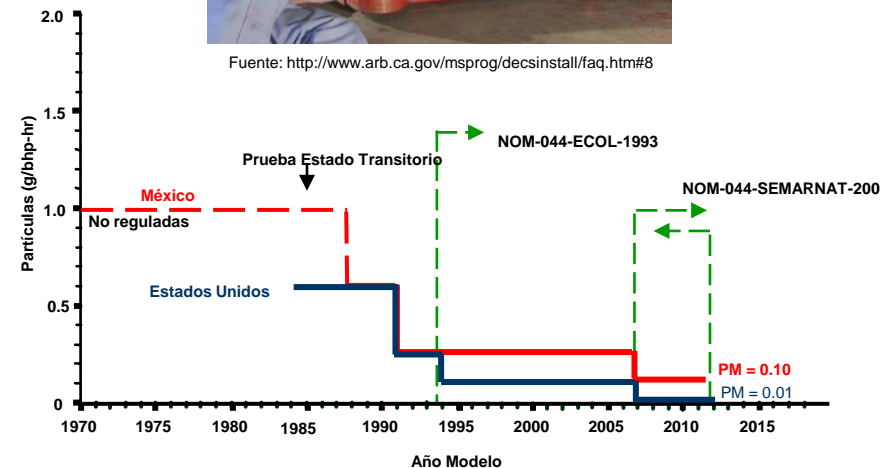 Fuente: http://www.arb.ca.gov/msprog/decsinstall/faq.htm#8
2.0
1.5
1.0
0.5
0
Partículas (g/bhp-hr)
NOM-044-ECOL-1993
Prueba Estado Transitorio
NOM-044-SEMARNAT-200
México
No reguladas
Estados Unidos
PM = 0.10
PM = 0.01
1970 1975 1980 1985 1990 1995 2000 2005 2010 2015
Año Modelo